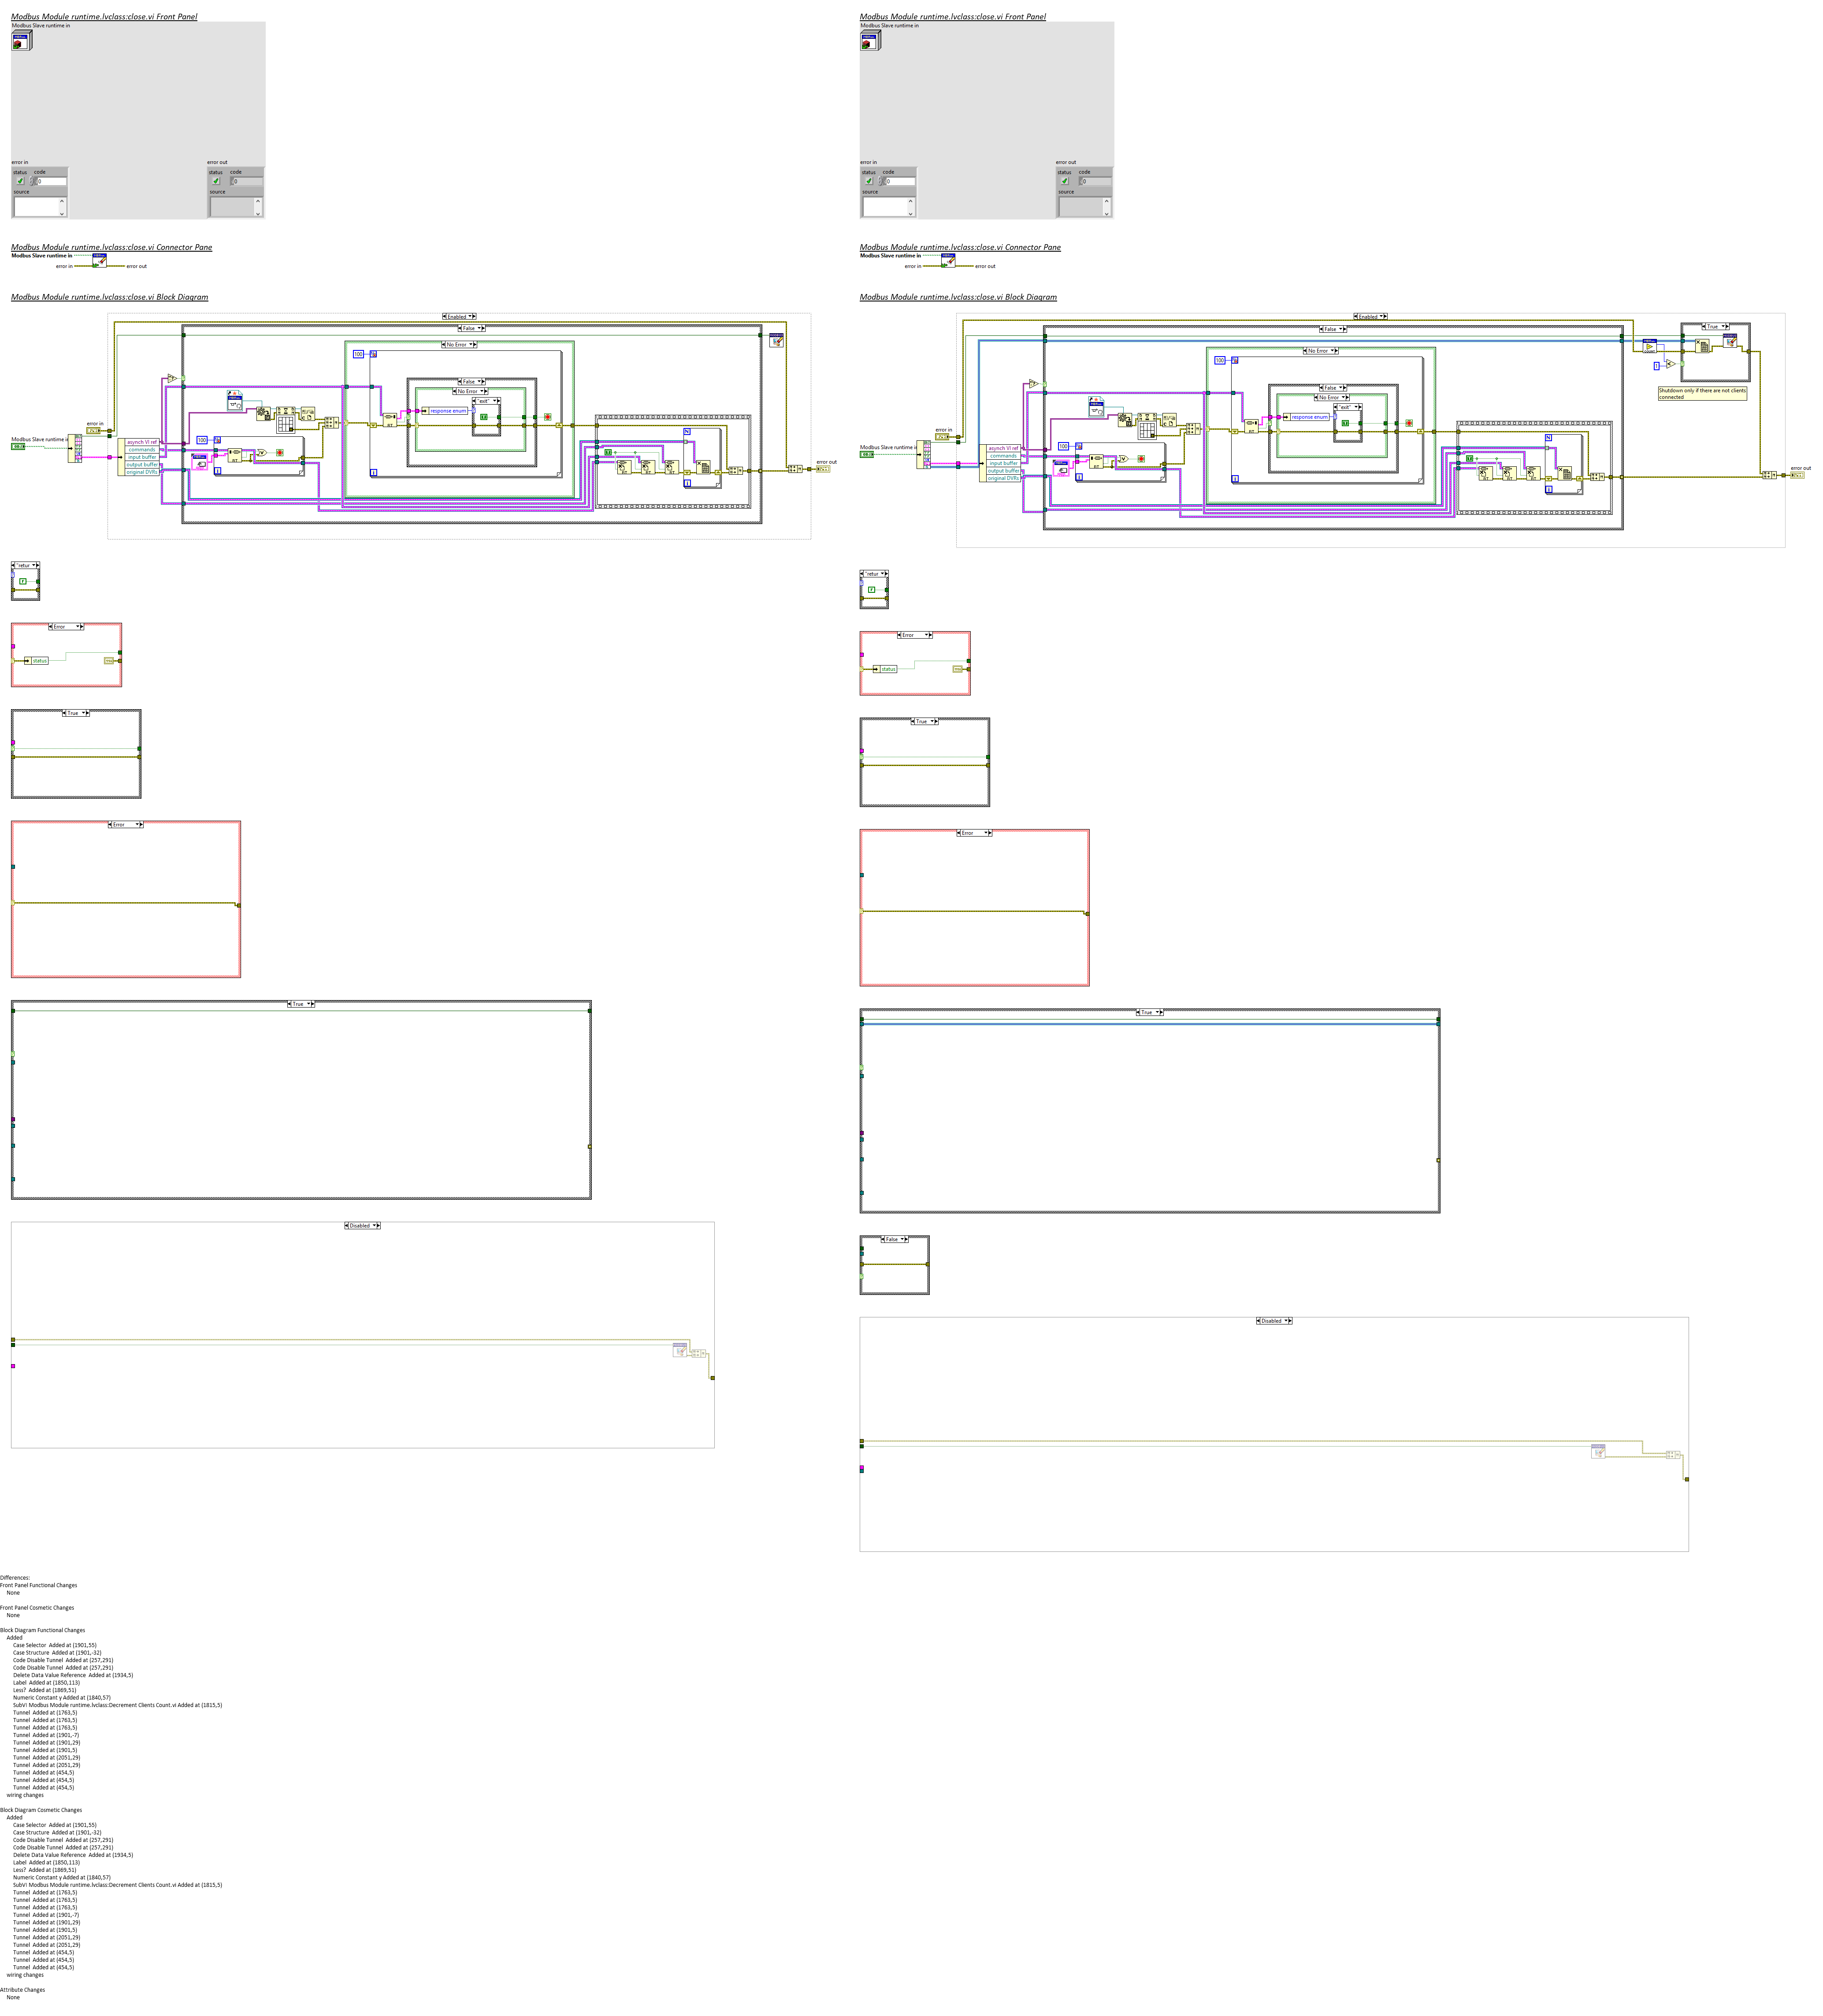 Modbus Module runtime.lvclass:close.vi Front Panel
Modbus Slave runtime in
error in
error out
status code
0
source
status code
0
source
Modbus Module runtime.lvclass:close.vi Connector Pane
Modbus Slave runtime in
error in
error out
Modbus Module runtime.lvclass:close.vi Block Diagram
Enabled
False
No Error
100
False
No Error
"exit"
response enum
error in
Modbus Slave runtime i
asynch VI ref
commands
input buffer
output buffer
original DVRs
100
error out
"retur
Error
status
True
Error
True
Disabled
Modbus Module runtime.lvclass:close.vi Front Panel
Modbus Slave runtime in
error in
error out
status code
0
source
status code
0
source
Modbus Module runtime.lvclass:close.vi Connector Pane
Modbus Slave runtime in
error in
error out
Modbus Module runtime.lvclass:close.vi Block Diagram
Enabled
False
True
No Error
100
False
No Error
"exit"
response enum
Shutdown only if there are not clients
connected
error in
Modbus Slave runtime i
asynch VI ref
commands
input buffer
output buffer
original DVRs
100
error out
"retur
Error
status
True
Error
True
False
Disabled
Differences:
Front Panel Functional Changes
None
Front Panel Cosmetic Changes
None
Block Diagram Functional Changes
Added
Case Selector Added at (1901,55)
Case Structure Added at (1901,-32)
Code Disable Tunnel Added at (257,291)
Code Disable Tunnel Added at (257,291)
Delete Data Value Reference Added at (1934,5)
Label Added at (1850,113)
Less? Added at (1869,51)
Numeric Constant y Added at (1840,57)
SubVI Modbus Module runtime.lvclass:Decrement Clients Count.vi Added at (1815,5)
Tunnel Added at (1763,5)
Tunnel Added at (1763,5)
Tunnel Added at (1763,5)
Tunnel Added at (1901,-7)
Tunnel Added at (1901,29)
Tunnel Added at (1901,5)
Tunnel Added at (2051,29)
Tunnel Added at (2051,29)
Tunnel Added at (454,5)
Tunnel Added at (454,5)
Tunnel Added at (454,5)
wiring changes
Block Diagram Cosmetic Changes
Added
Case Selector Added at (1901,55)
Case Structure Added at (1901,-32)
Code Disable Tunnel Added at (257,291)
Code Disable Tunnel Added at (257,291)
Delete Data Value Reference Added at (1934,5)
Label Added at (1850,113)
Less? Added at (1869,51)
Numeric Constant y Added at (1840,57)
SubVI Modbus Module runtime.lvclass:Decrement Clients Count.vi Added at (1815,5)
Tunnel Added at (1763,5)
Tunnel Added at (1763,5)
Tunnel Added at (1763,5)
Tunnel Added at (1901,-7)
Tunnel Added at (1901,29)
Tunnel Added at (1901,5)
Tunnel Added at (2051,29)
Tunnel Added at (2051,29)
Tunnel Added at (454,5)
Tunnel Added at (454,5)
Tunnel Added at (454,5)
wiring changes
Attribute Changes
None